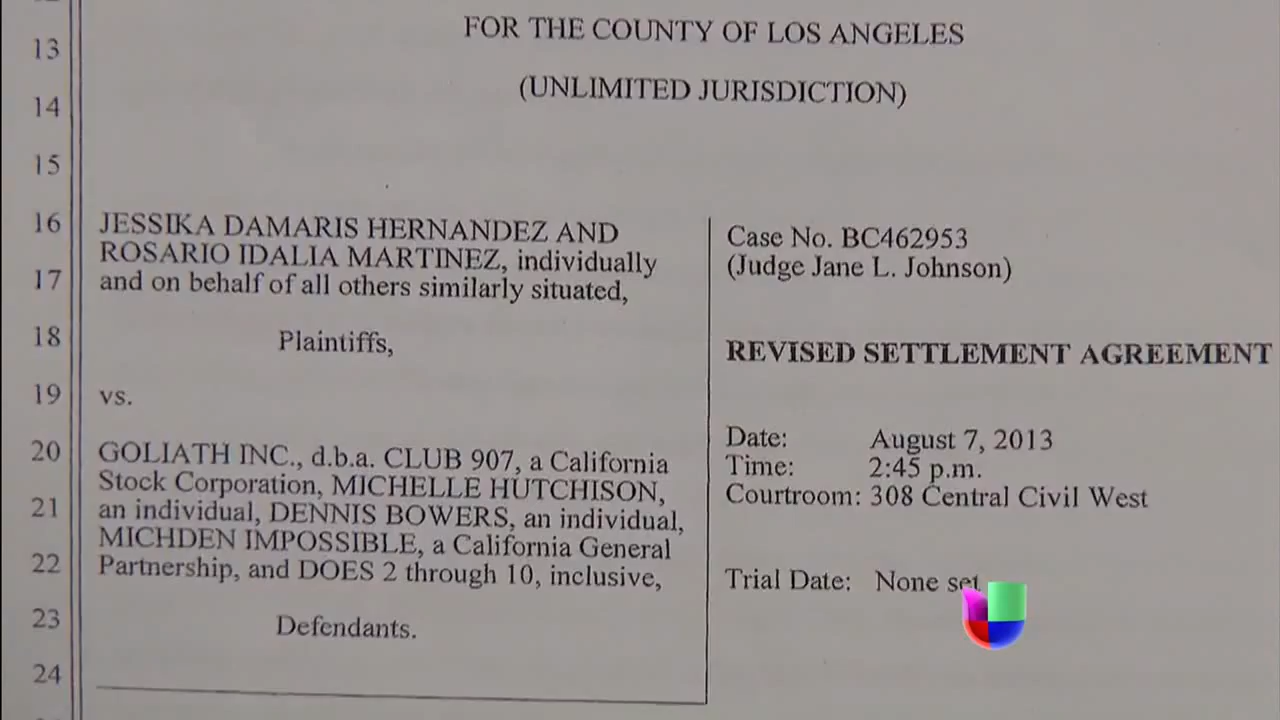 FOR THE COUNTY OF LOS ANGELES
13
(UNLIMITED JURISDICTION)
14
15
16 JESSIKA DAMARIS HERNANDEZ AND
ROSARIO IDALIA MARTINEZ, individually
17 and on behalf of all others similarly situated,
18 Plaintiffs,
19 vs.
20 GOLIATH INC., d.b.a. CLUB 907, a California
Stock Corporation, MICHELLE HUTCHISON,
21 an individual, DENNIS BOWERS, an individual,
MICHDEN IMPOSSIBLE, a California General
22 Partnership, and DOES 2 through 10, inclusive,
23 Defendants.
24
Case No. BC462953
(Judge Jane L. Johnson)
REVISED SETTLEMENT AGREEMENT
Date: August 7, 2013
Time: 2:45 p.m.
Courtroom: 308 Central Civil West
Trial Date: None set